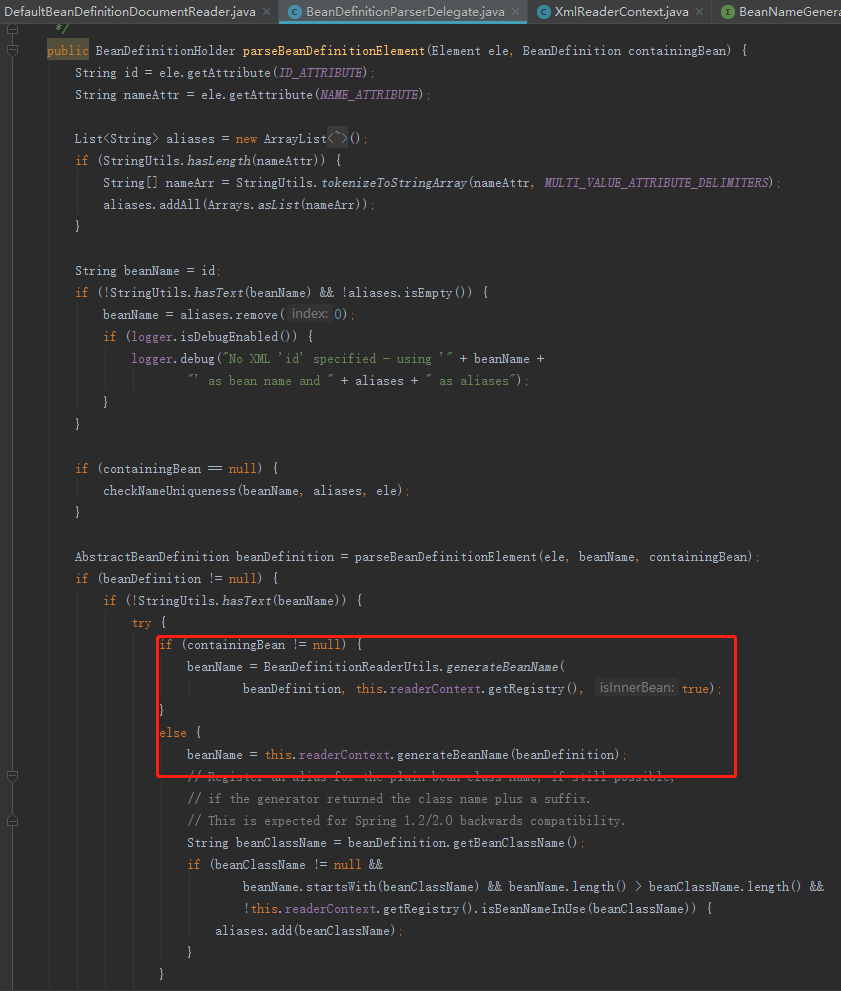 DefaultBeanDefinitionDocumentReader.java × BeanDefinitionParserDelegate.java × XmlReaderContext.java × BeanNameGenera
*/
public BeanDefinitionHolder parseBeanDefinitionElement(Element ele, BeanDefinition containingBean) {
String id = ele.getAttribute(ID_ATTRIBUTE);
String nameAttr = ele.getAttribute(NAME_ATTRIBUTE);
List<String> aliases = new ArrayList<~>();
if (StringUtils.hasLength(nameAttr)) {
String[] nameArr = StringUtils.tokenizeToStringArray(nameAttr, MULTI_VALUE_ATTRIBUTE_DELIMITERS);
aliases.addAll(Arrays.asList(nameArr));
}
String beanName = id;
if (!StringUtils.hasText(beanName) && !aliases.isEmpty()) {
beanName = aliases.remove( index: 0);
if (logger.isDebugEnabled()) {
logger.debug("No XML 'id' specified - using '" + beanName +
"' as bean name and " + aliases + " as aliases");
}
}
if (containingBean == null) {
checkNameUniqueness(beanName, aliases, ele);
}
AbstractBeanDefinition beanDefinition = parseBeanDefinitionElement(ele, beanName, containingBean);
if (beanDefinition != null) {
if (!StringUtils.hasText(beanName)) {
try {
if (containingBean != null) {
beanName = BeanDefinitionReaderUtils.generateBeanName(
beanDefinition, this.readerContext.getRegistry(), isInnerBean: true);
}
else {
beanName = this.readerContext.generateBeanName(beanDefinition);
// Register an alias for the plain bean class name, if still possible,
// if the generator returned the class name plus a suffix.
// This is expected for Spring 1.2/2.0 backwards compatibility.
String beanClassName = beanDefinition.getBeanClassName();
if (beanClassName != null &&
beanName.startsWith(beanClassName) && beanName.length() > beanClassName.length() &&
!this.readerContext.getRegistry().isBeanNameInUse(beanClassName)) {
aliases.add(beanClassName);
}
}